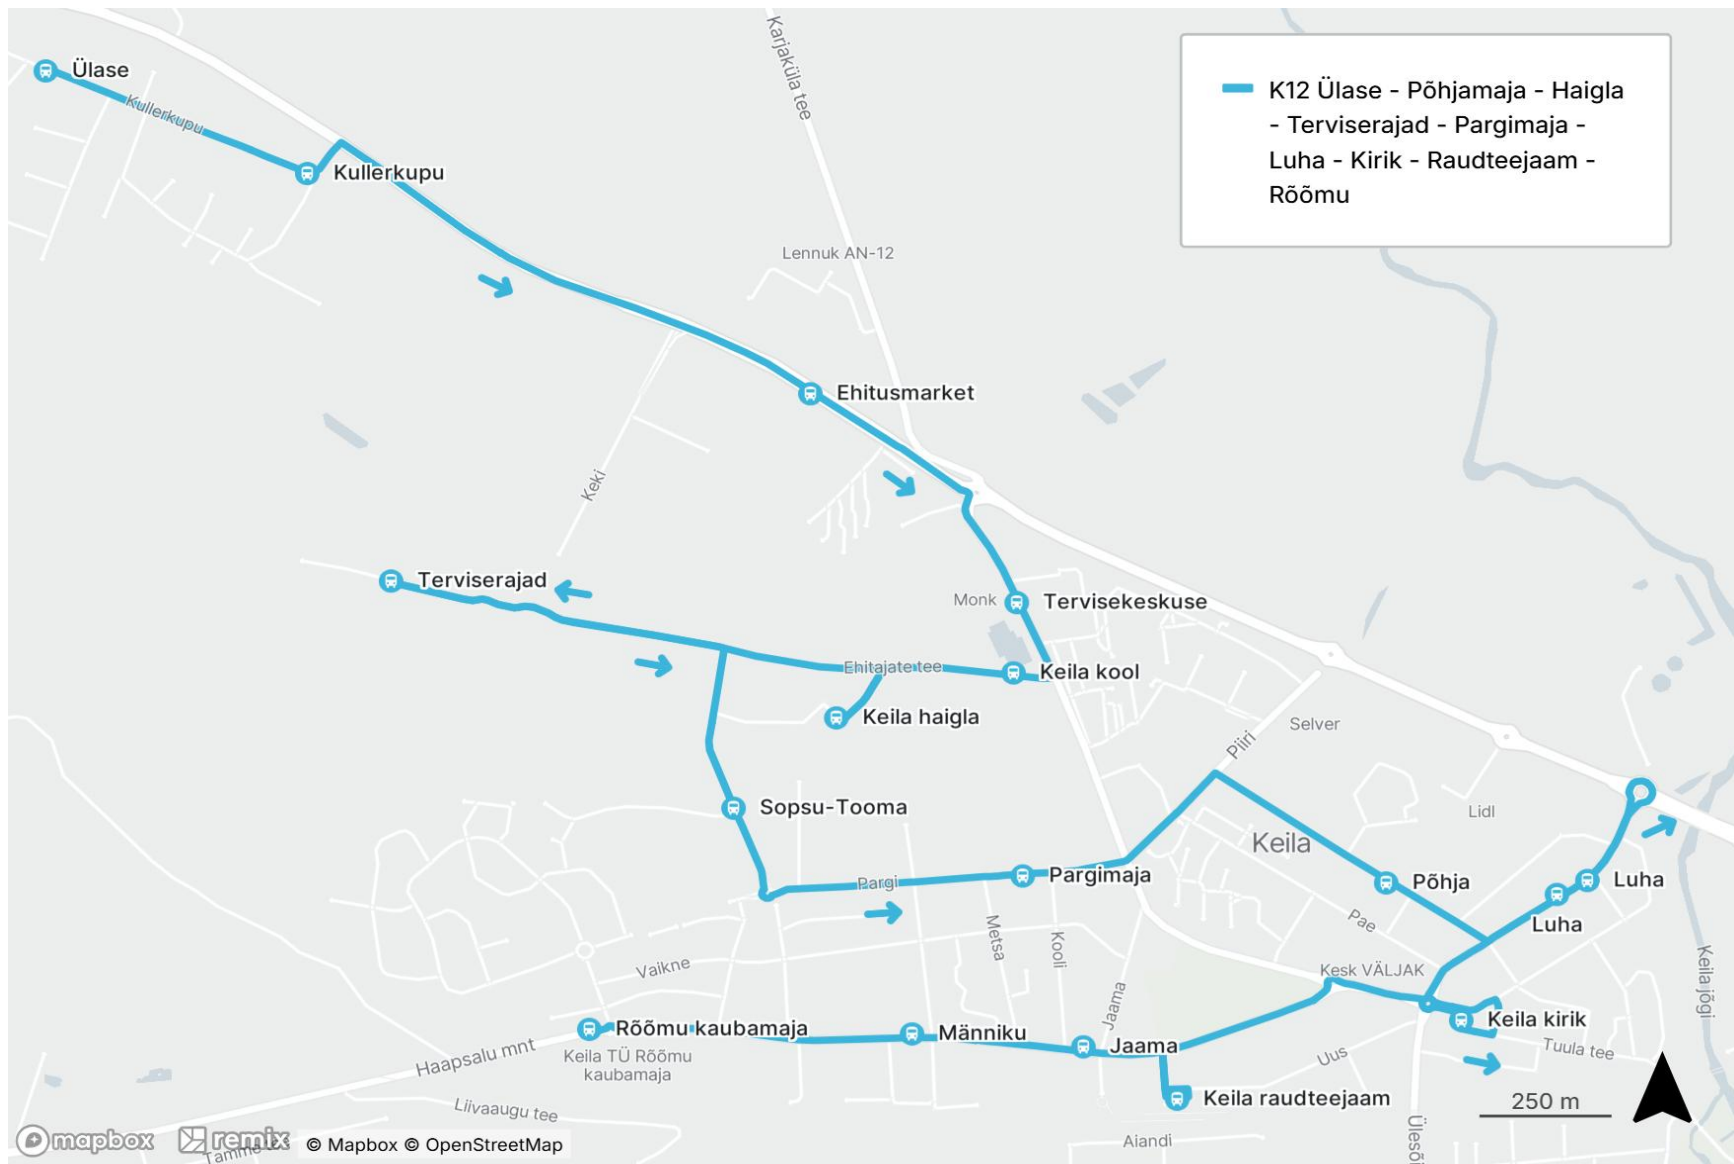 Ülase
Kullerkupu
Kullerkupu
Karjaküla tee
K12 Ülase - Põhjamaja - Haigla
- Terviserajad - Pargimaja -
Luha - Kirik - Raudteejaam -
Rõõmu
Lennuk AN-12
Ehitusmarket
Keki
Terviserajad
Monk
Tervisekeskuse
Ehitajate tee
Keila kool
Keila haigla
Selver
Piiri
Sopsu-Tooma
Lidl
Keila
Pargi
Pargimaja
Põhja
Luha
Luha
Pae
Metsa
Kooli
Vaikne
Kesk VÄLJAK
Keila jõgi
Jaama
Rõõmu kaubamaja
Männiku
Jaama
Keila kirik
Haapsalu mnt
Keila TÜ Rõõmu
kaubamaja
Uus
Tuula tee
Keila raudteejaam
250 m
Liivaaugu tee
mapbox
remix
© Mapbox © OpenStreetMap
Aiandi